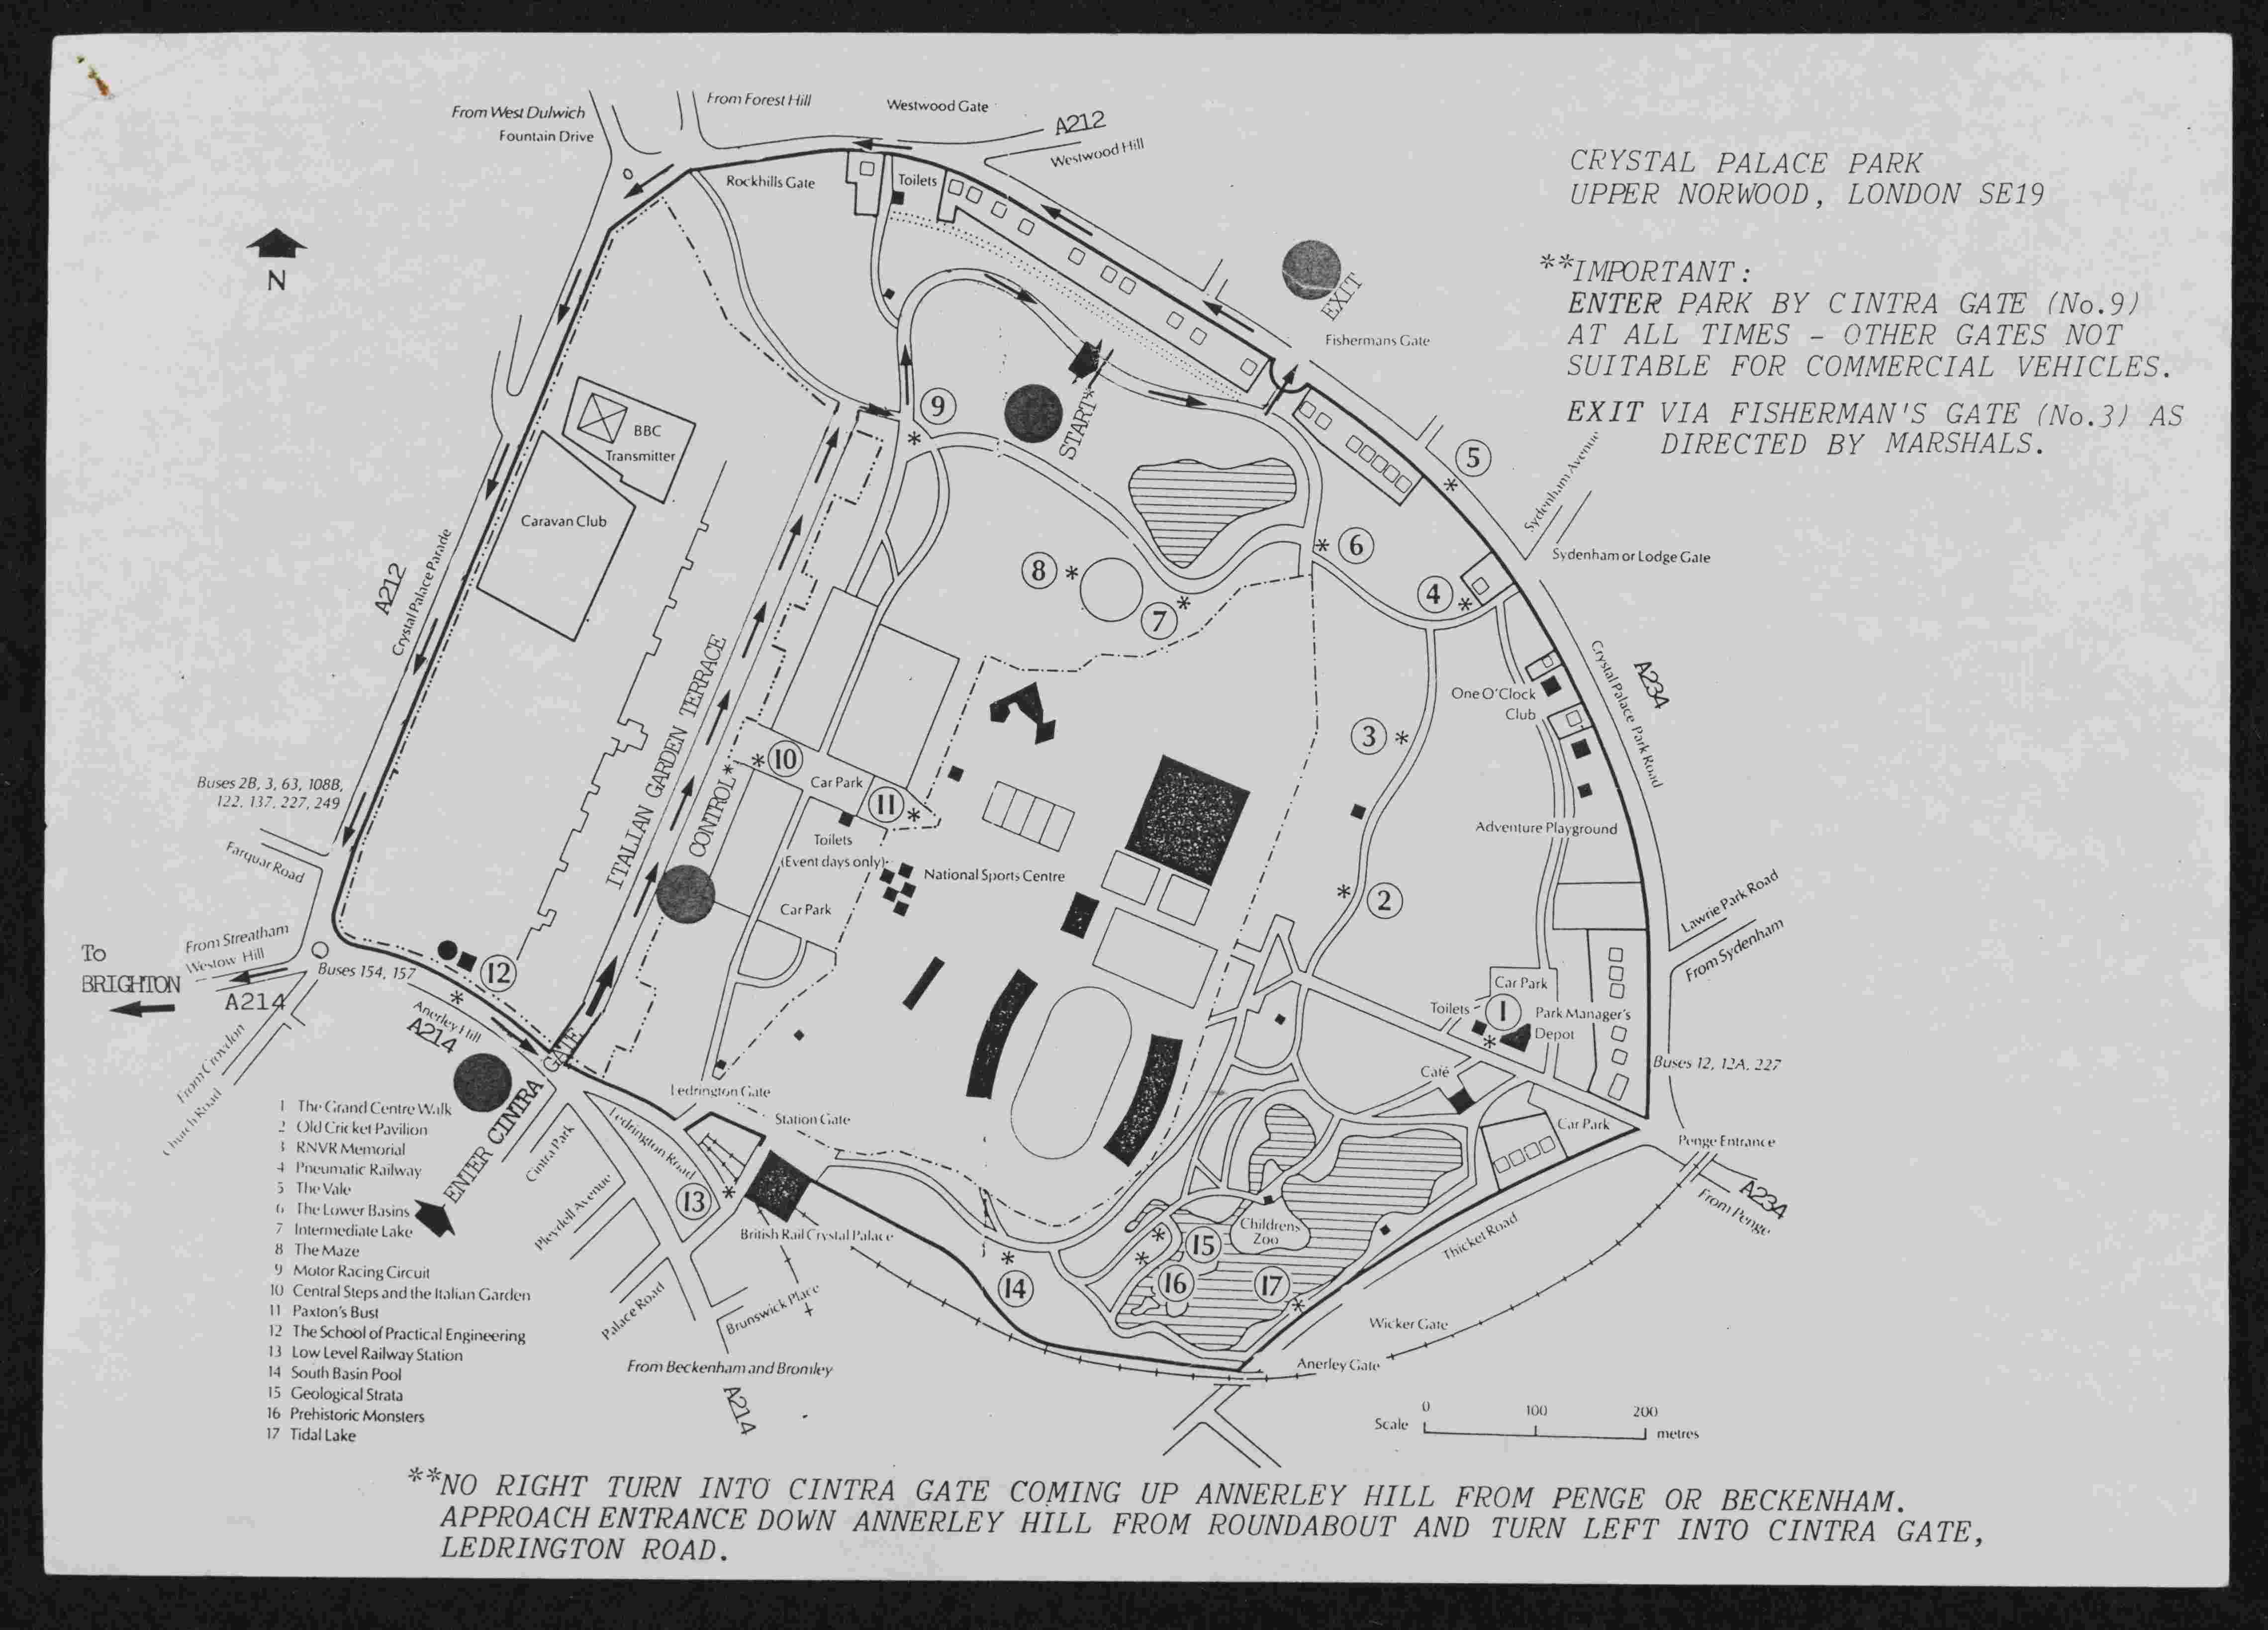 From West Dulwich
Fountain Drive
From Forest Hill
Westwood Gate
A212
Westwood Hill
Rockhills Gate
Toilets
N
CRYSTAL PALACE PARK
UPPER NORWOOD, LONDON SE19
**IMPORTANT:
ENTER PARK BY CINTRA GATE (No.9)
AT ALL TIMES - OTHER GATES NOT
SUITABLE FOR COMMERCIAL VEHICLES.
EXIT VIA FISHERMAN'S GATE (No.3) AS
DIRECTED BY MARSHALS.
EXIT
Fishermans Gate
START*
9
*
BBC
Transmitter
Caravan Club
5
*
Sydenham Avenue
Sydenham or Lodge Gate
* 6
8 *
7 *
4 *
A212
Crystal Palace Parade
ITALIAN GARDEN TERRACE
CONTROL*
* 10
Car Park
11 *
Toilets
(Event days only)
National Sports Centre
Car Park
3 *
* 2
One O'Clock
Club
Crystal Palace Park Road
A234
Adventure Playground
Buses 2B, 3, 63, 108B,
122, 137, 227, 249
Farquar Road
To
BRIGHTON
From Streatham
Westow Hill
A214
Buses 154, 157
12
*
Anerley Hill
A214
From Croydon
Church Road
ENTER CINTRA GATE
Cintra Park
Pleydell Avenue
Ledrington Road
Ledrington Gate
Station Gate
13 *
British Rail Crystal Palace
Palace Road
Brunswick Place
From Beckenham and Bromley
A214
Lawrie Park Road
From Sydenham
Car Park
Toilets
1
*
Park Manager's
Depot
Buses 12, 12A, 227
Café
Car Park
Penge Entrance
A234
From Penge
Thicket Road
Childrens
Zoo
* 15
* 16
17 *
* 14
Wicker Gate
Anerley Gate
1 The Grand Centre Walk
2 Old Cricket Pavilion
3 RNVR Memorial
4 Pneumatic Railway
5 The Vale
6 The Lower Basins
7 Intermediate Lake
8 The Maze
9 Motor Racing Circuit
10 Central Steps and the Italian Garden
11 Paxton's Bust
12 The School of Practical Engineering
13 Low Level Railway Station
14 South Basin Pool
15 Geological Strata
16 Prehistoric Monsters
17 Tidal Lake
0 100 200
Scale metres
**NO RIGHT TURN INTO CINTRA GATE COMING UP ANNERLEY HILL FROM PENGE OR BECKENHAM.
APPROACH ENTRANCE DOWN ANNERLEY HILL FROM ROUNDABOUT AND TURN LEFT INTO CINTRA GATE,
LEDRINGTON ROAD.